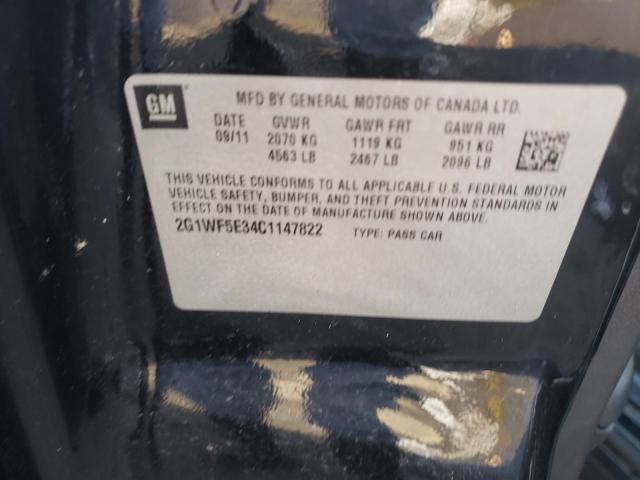 GM
MFD BY GENERAL MOTORS OF CANADA LTD.
DATE GVWR GAWR FRT GAWR RR
09/11 2070 KG 1119 KG 951 KG
4563 LB 2467 LB 2096 LB
THIS VEHICLE CONFORMS TO ALL APPLICABLE U.S. FEDERAL MOTOR
VEHICLE SAFETY, BUMPER, AND THEFT PREVENTION STANDARDS IN
EFFECT ON THE DATE OF MANUFACTURE SHOWN ABOVE.
2G1WF5E34C1147822 TYPE: PASS CAR